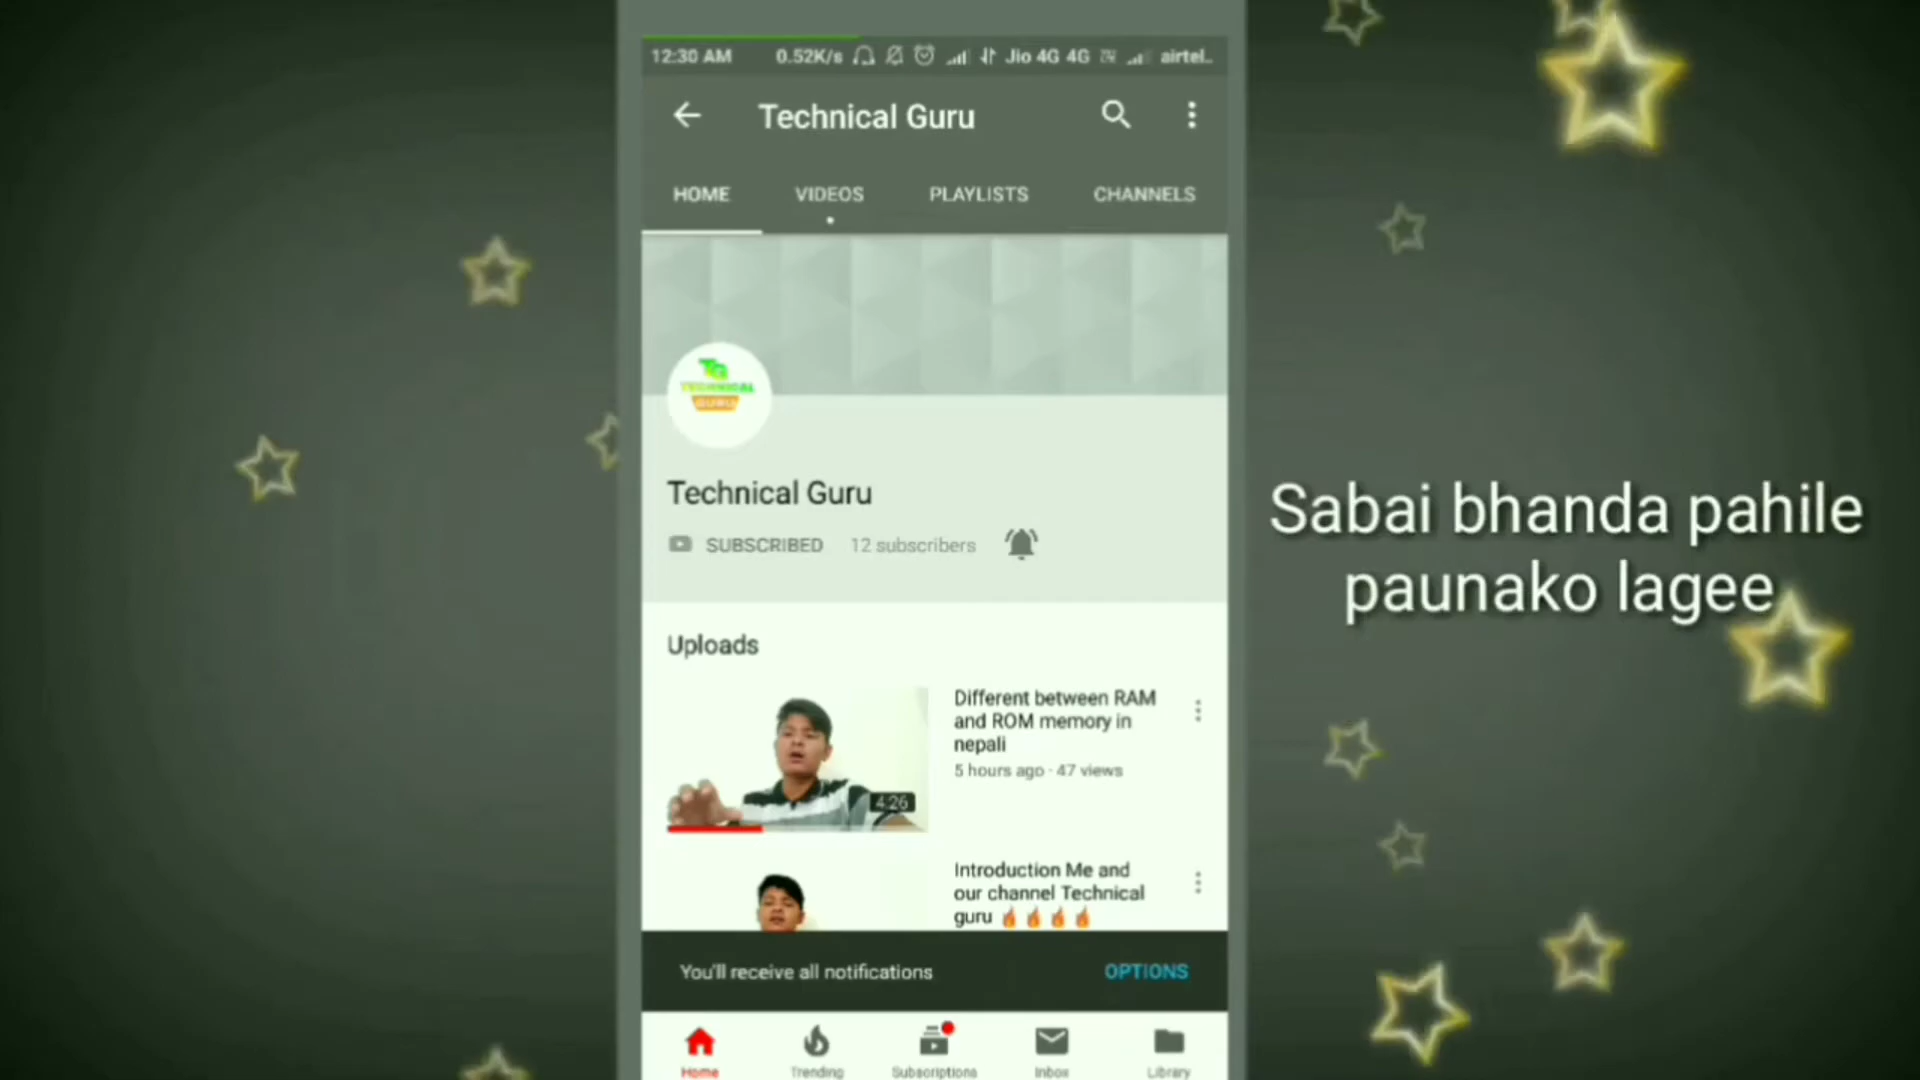 12:30 AM 0.52K/s Jio 4G 4G airtel..
Technical Guru
HOME VIDEOS PLAYLISTS CHANNELS
TG
TECHNICAL
GURU
Technical Guru
SUBSCRIBED 12 subscribers
Sabai bhanda pahile
paunako lagee
Uploads
Different between RAM
and ROM memory in
nepali
5 hours ago · 47 views
4:26
Introduction Me and
our channel Technical
guru 🔥🔥🔥🔥
You'll receive all notifications OPTIONS
Home Trending Subscriptions Inbox Library